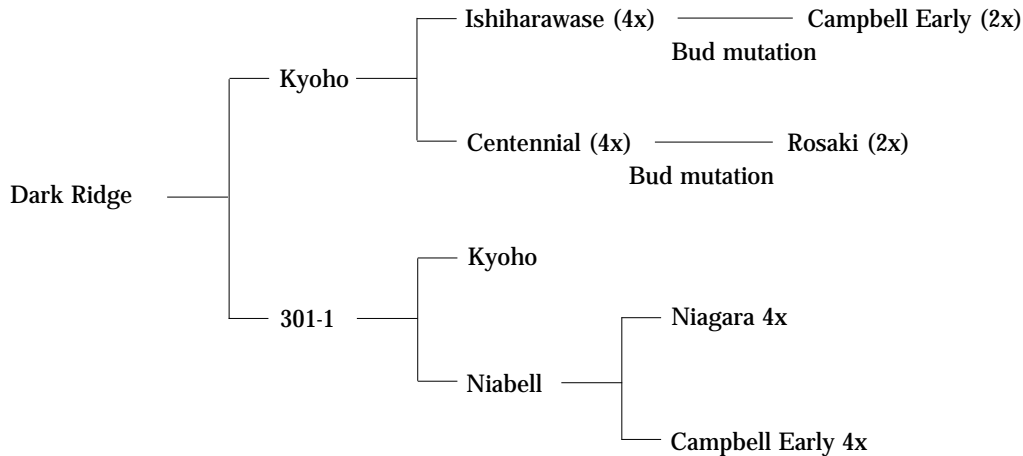 Ishiharawase (4x)
Campbell Early (2x)
Bud mutation
Kyoho
Centennial (4x)
Rosaki (2x)
Bud mutation
Dark Ridge
Kyoho
301-1
Niagara 4x
Niabell
Campbell Early 4x